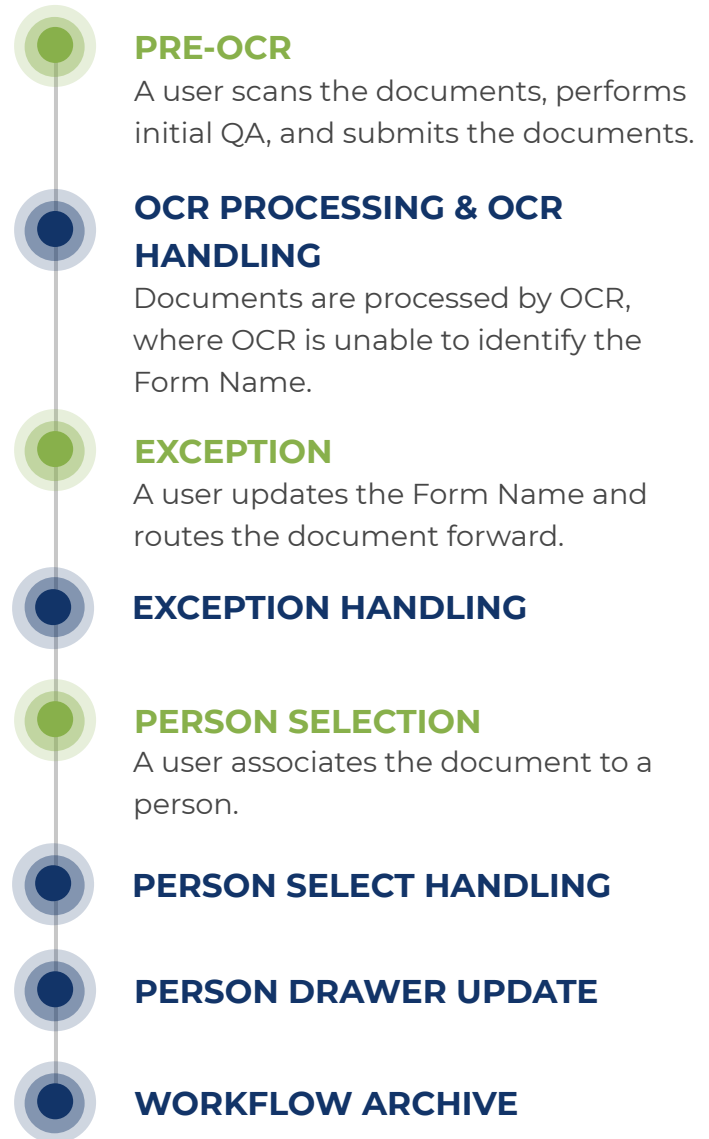 PRE-OCR
A user scans the documents, performs
initial QA, and submits the documents.
OCR PROCESSING & OCR
HANDLING
Documents are processed by OCR,
where OCR is unable to identify the
Form Name.
EXCEPTION
A user updates the Form Name and
routes the document forward.
EXCEPTION HANDLING
PERSON SELECTION
A user associates the document to a
person.
PERSON SELECT HANDLING
PERSON DRAWER UPDATE
WORKFLOW ARCHIVE